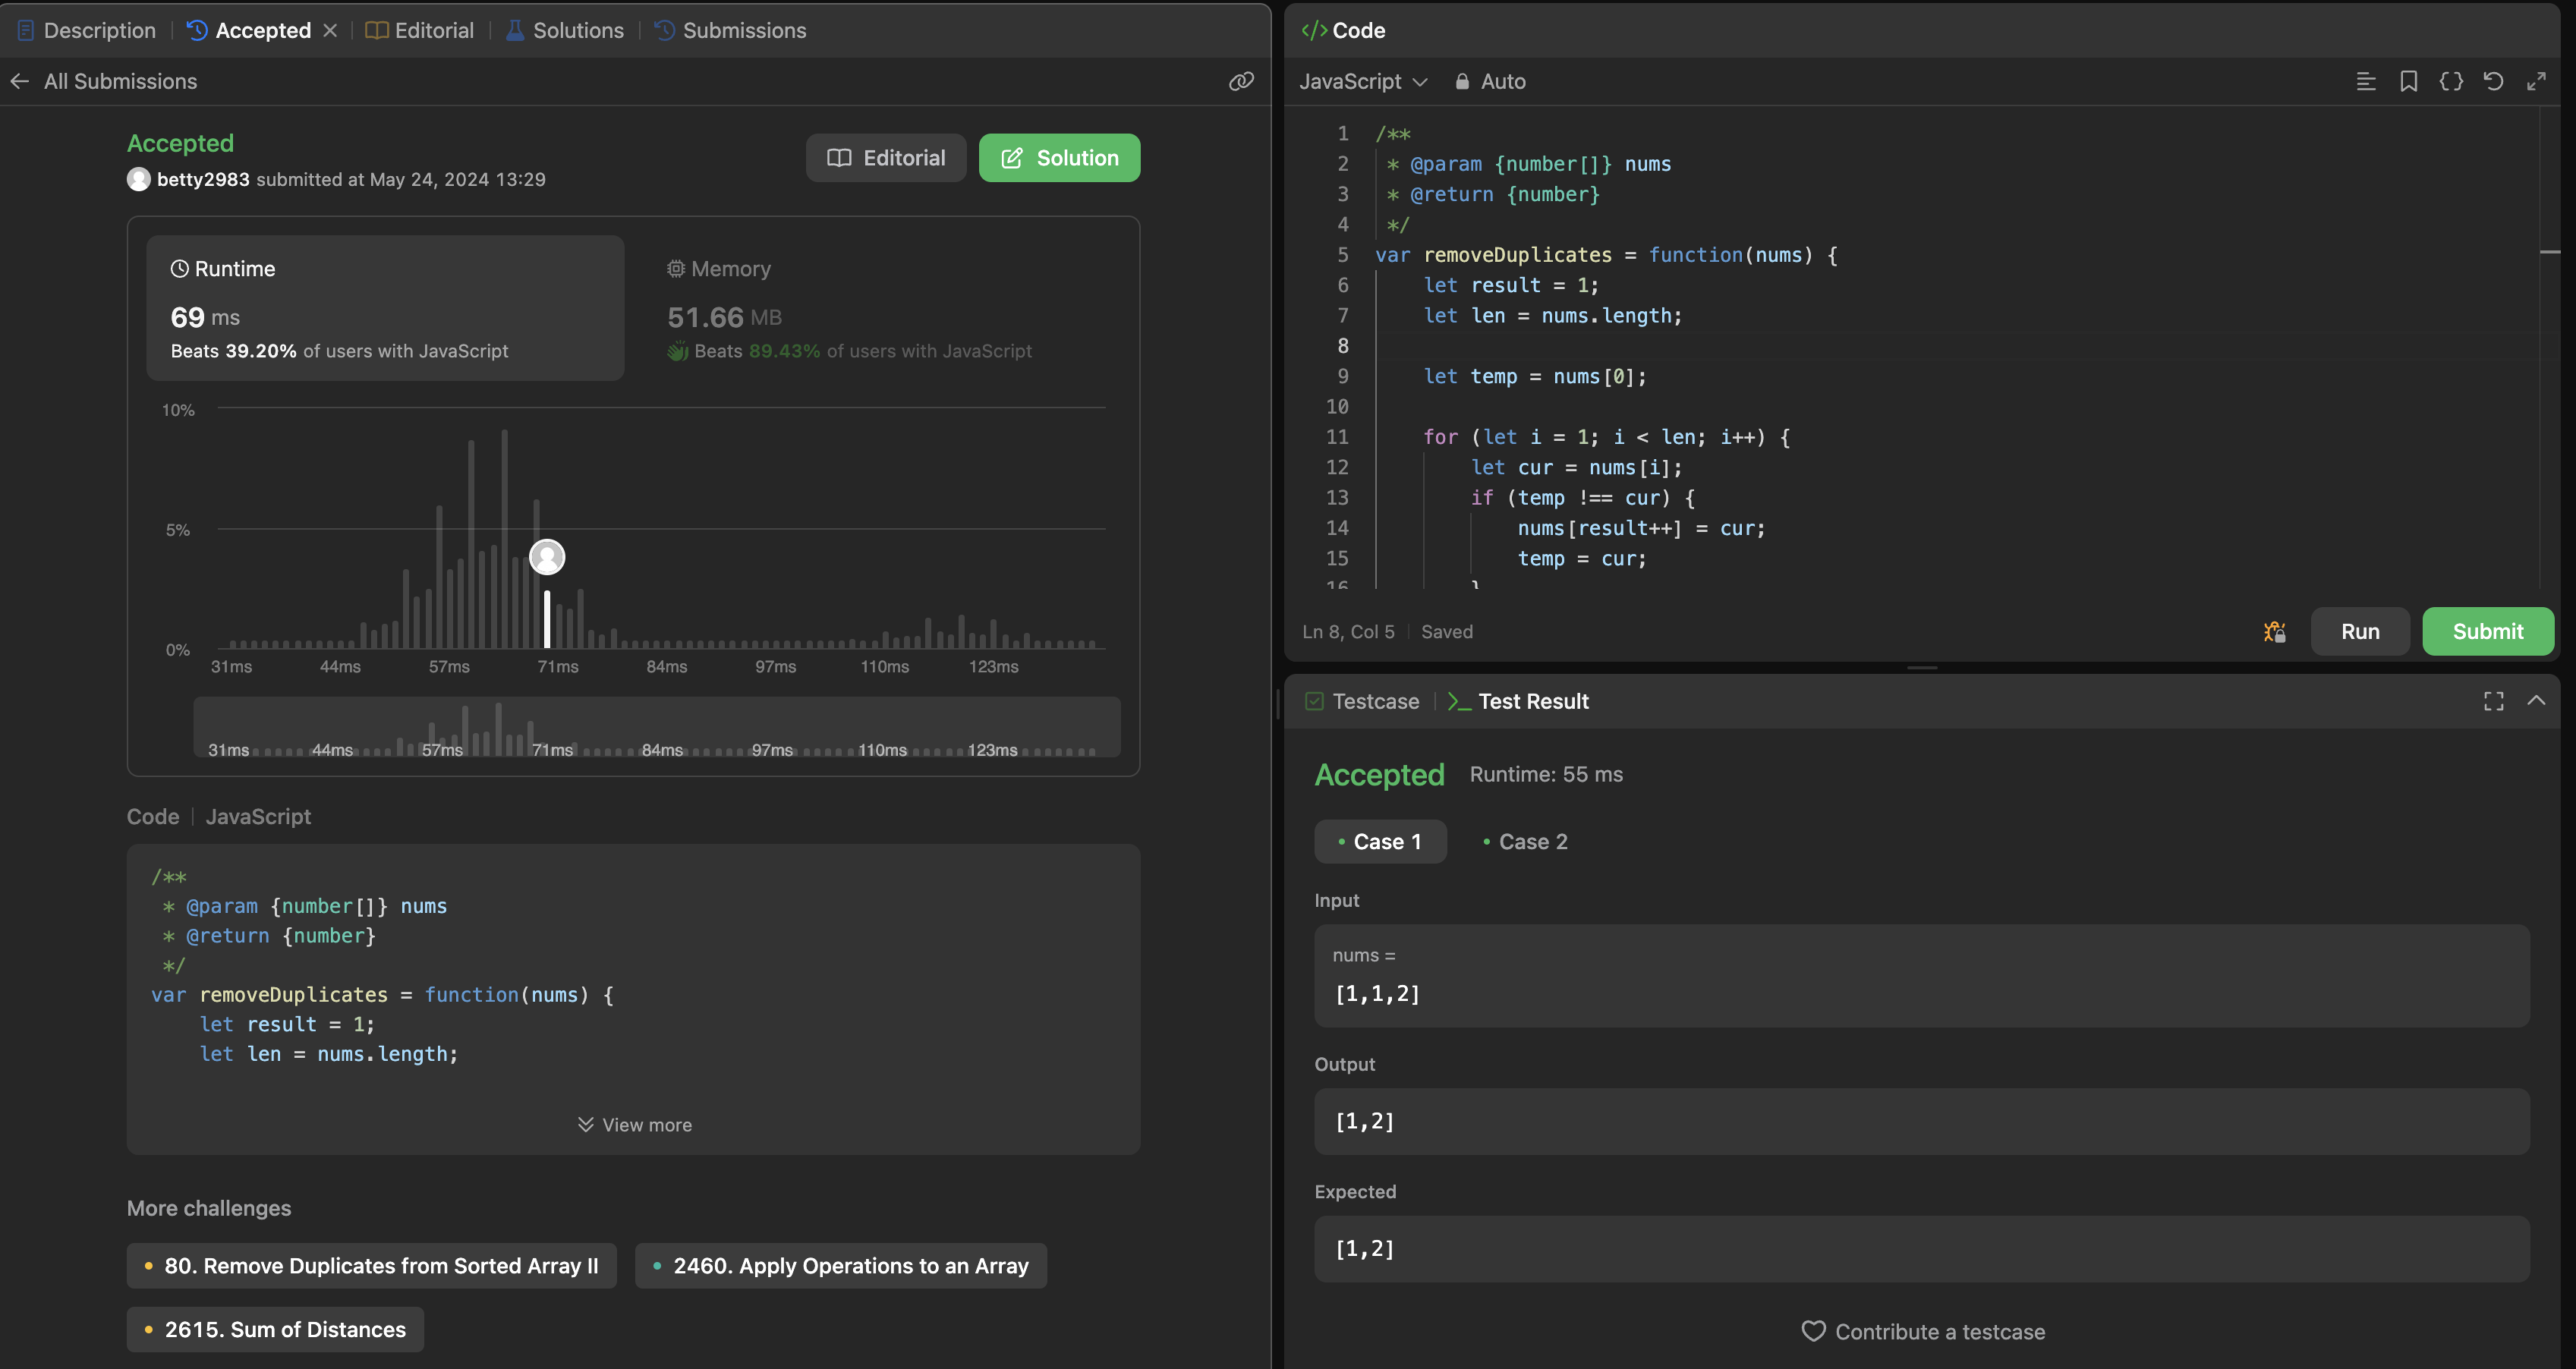 Description
Accepted
Editorial
Solutions
Submissions
All Submissions
Accepted
betty2983 submitted at May 24, 2024 13:29
Editorial
Solution
Runtime
69 ms
Beats 39.20% of users with JavaScript
Memory
51.66 MB
Beats 89.43% of users with JavaScript
10%
5%
0%
31ms 44ms 57ms 71ms 84ms 97ms 110ms 123ms
31ms 44ms 57ms 71ms 84ms 97ms 110ms 123ms
Code | JavaScript
/**
 * @param {number[]} nums
 * @return {number}
 */
var removeDuplicates = function(nums) {
    let result = 1;
    let len = nums.length;
View more
More challenges
80. Remove Duplicates from Sorted Array II
2460. Apply Operations to an Array
2615. Sum of Distances
</> Code
JavaScript
Auto
1 /**
2  * @param {number[]} nums
3  * @return {number}
4  */
5 var removeDuplicates = function(nums) {
6     let result = 1;
7     let len = nums.length;
8
9     let temp = nums[0];
10
11     for (let i = 1; i < len; i++) {
12         let cur = nums[i];
13         if (temp !== cur) {
14             nums[result++] = cur;
15             temp = cur;
16         }
Ln 8, Col 5 | Saved
Run
Submit
Testcase
Test Result
Accepted
Runtime: 55 ms
Case 1
Case 2
Input
nums =
[1,1,2]
Output
[1,2]
Expected
[1,2]
Contribute a testcase